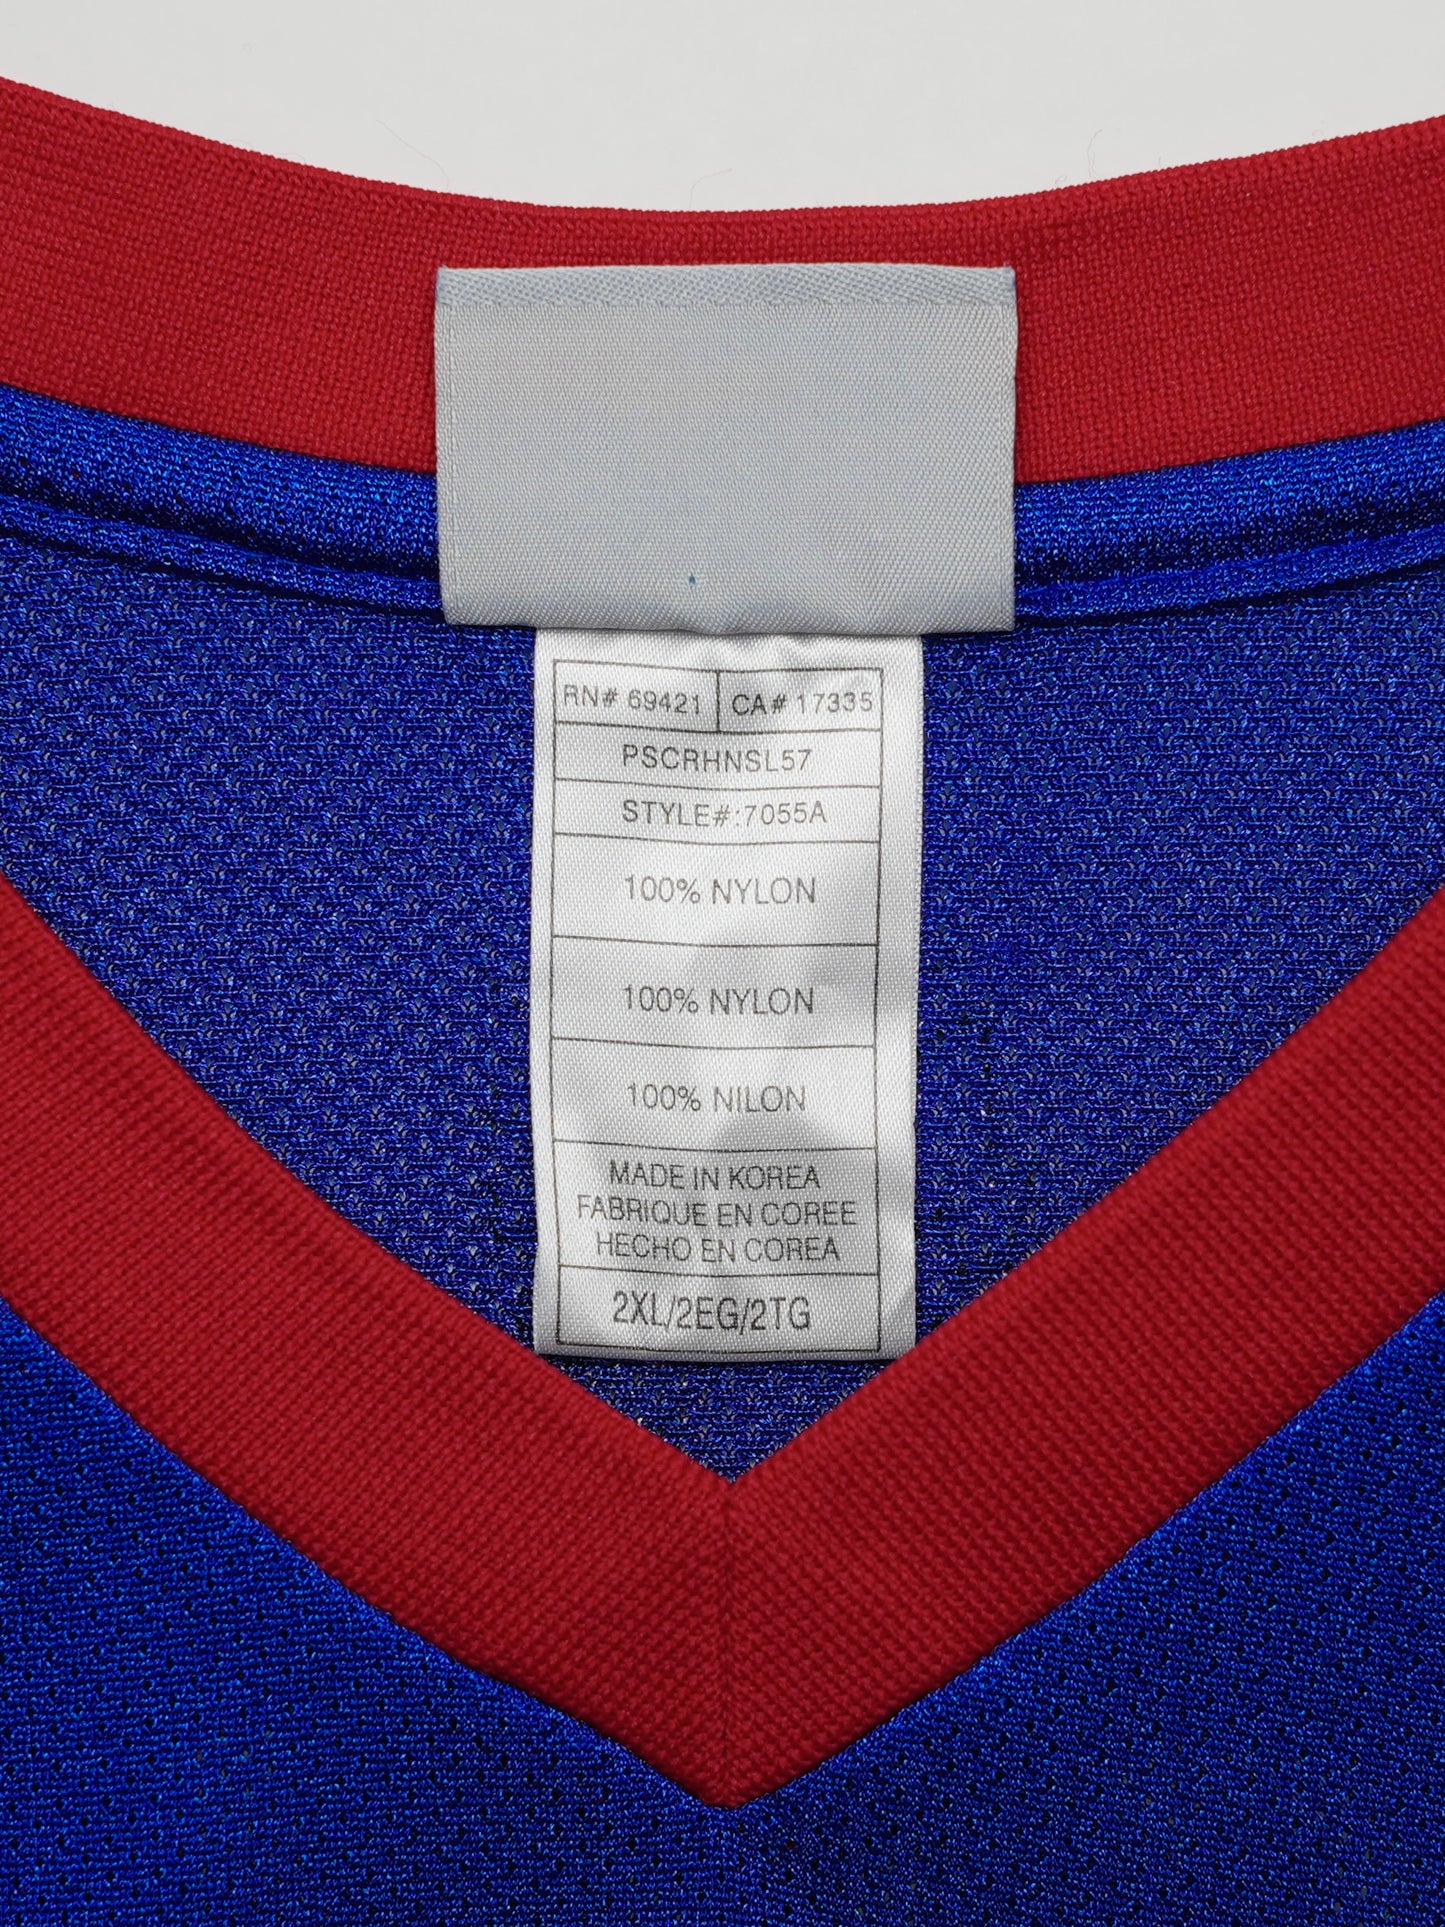 RN# 69421 CA# 17335
PSCRHNSL57
STYLE#:7055A
100% NYLON
100% NYLON
100% NILON
MADE IN KOREA
FABRIQUE EN COREE
HECHO EN COREA
2XL/2EG/2TG